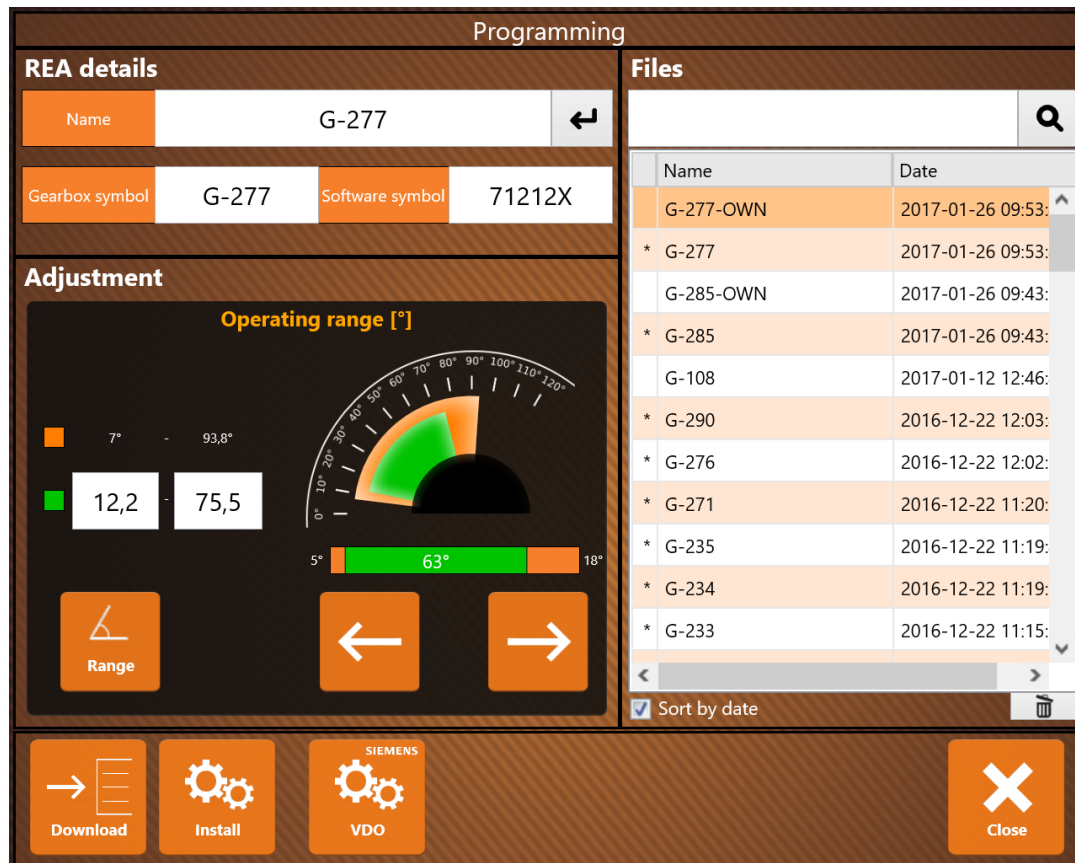 Programming
REA details
Name G-277
Gearbox symbol G-277 Software symbol 71212X
Adjustment
Operating range [°]
0° 10° 20° 30° 40° 50° 60° 70° 80° 90° 100° 110° 120°
7° - 93,8°
12,2 - 75,5
5° 63° 18°
Range
Files
Name Date
G-277-OWN 2017-01-26 09:53:
* G-277 2017-01-26 09:53:
G-285-OWN 2017-01-26 09:43:
* G-285 2017-01-26 09:43:
G-108 2017-01-12 12:46:
* G-290 2016-12-22 12:03:
* G-276 2016-12-22 12:02:
* G-271 2016-12-22 11:20:
* G-235 2016-12-22 11:19:
* G-234 2016-12-22 11:19:
* G-233 2016-12-22 11:15:
Sort by date
Download
Install
SIEMENS
VDO
Close